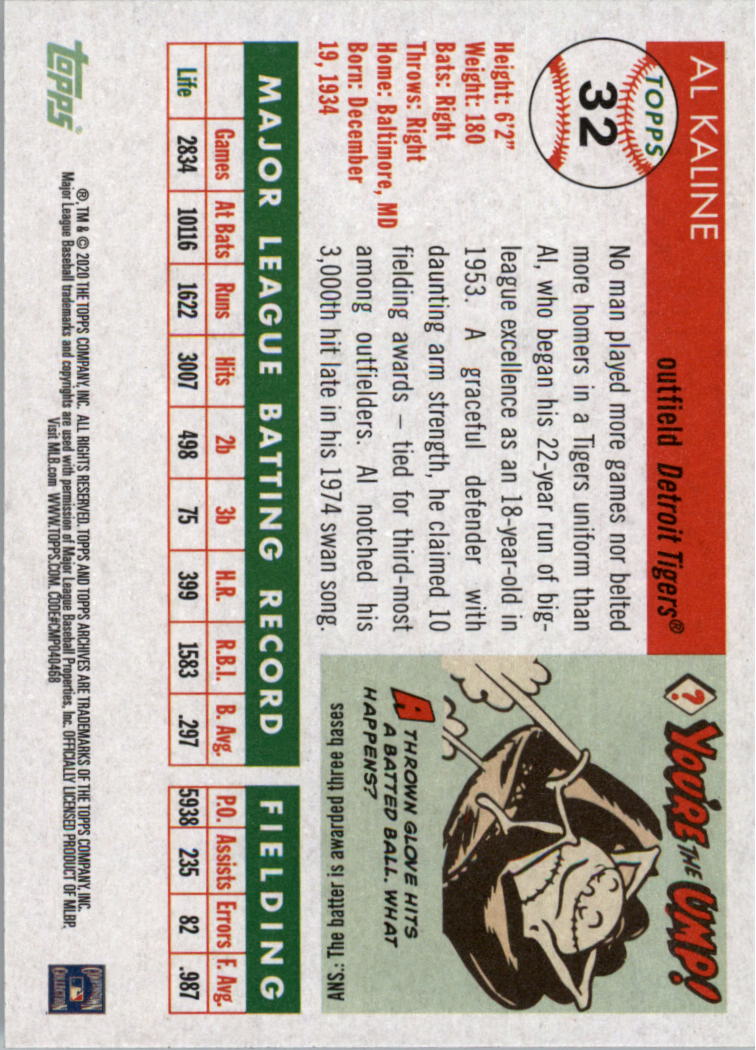 AL KALINE
outfield Detroit Tigers®
TOPPS
32
Height: 6'2"
Weight: 180
Bats: Right
Throws: Right
Home: Baltimore, MD
Born: December
19, 1934
No man played more games nor belted
more homers in a Tigers uniform than
Al, who began his 22-year run of big-
league excellence as an 18-year-old in
1953. A graceful defender with
daunting arm strength, he claimed 10
fielding awards – tied for third-most
among outfielders. Al notched his
3,000th hit late in his 1974 swan song.
? YOU'RE THE UMP!
A THROWN GLOVE HITS
A BATTED BALL. WHAT
HAPPENS?
ANS.: The batter is awarded three bases
MAJOR LEAGUE BATTING RECORD
Games At Bats Runs Hits 2b 3b H.R. R.B.I. B. Avg.
Life 2834 10116 1622 3007 498 75 399 1583 .297
FIELDING
P.O. Assists Errors F. Avg.
5938 235 82 .987
topps®
®, TM & © 2020 THE TOPPS COMPANY, INC. ALL RIGHTS RESERVED. TOPPS AND TOPPS ARCHIVES ARE TRADEMARKS OF THE TOPPS COMPANY, INC.
Major League Baseball trademarks and copyrights are used with permission of Major League Baseball Properties, Inc. OFFICIALLY LICENSED PRODUCT OF MLBP.
Visit MLB.com WWW.TOPPS.COM. CODE#CMP040468
COOPERSTOWN
COLLECTION